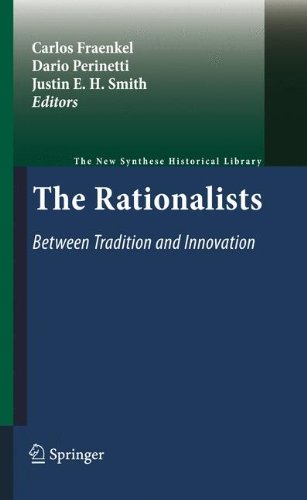 Carlos Fraenkel
Dario Perinetti
Justin E. H. Smith
Editors
The New Synthese Historical Library
The Rationalists
Between Tradition and Innovation
Springer